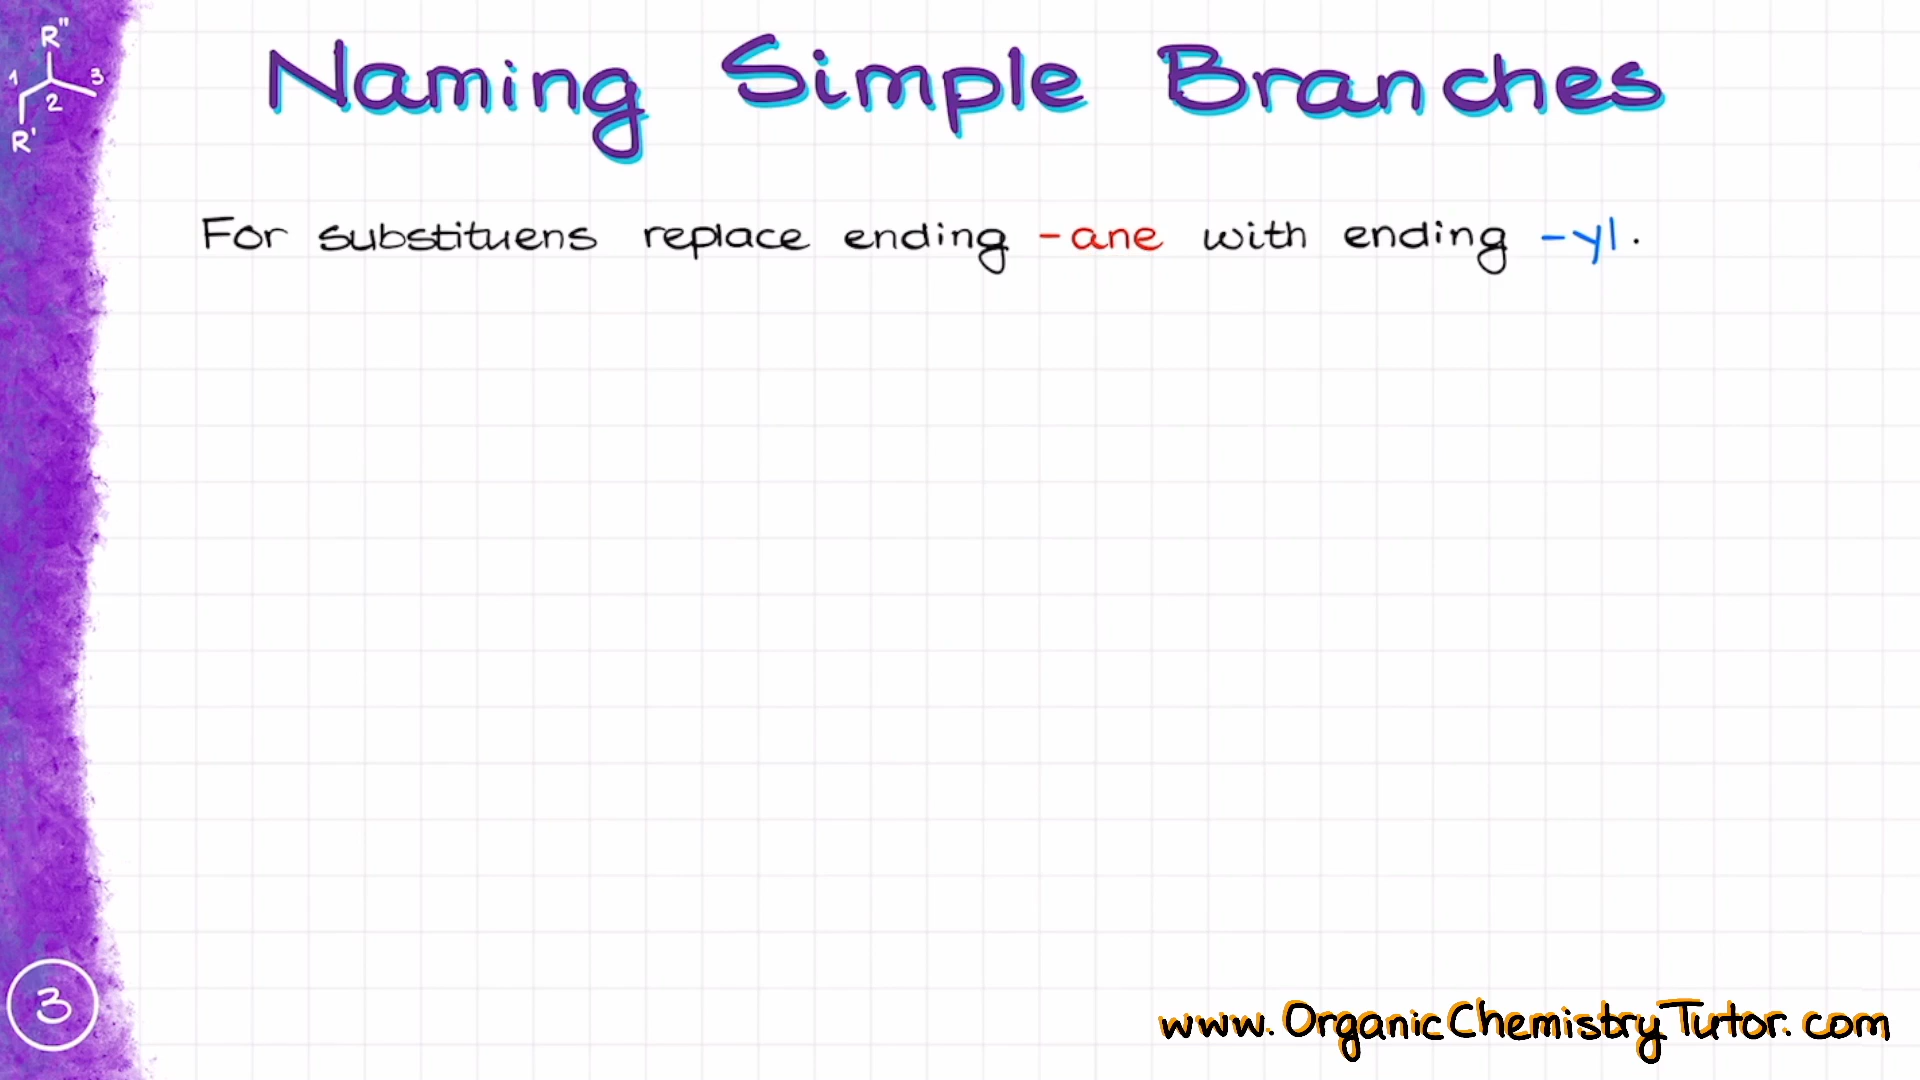 R"
1
3
2
R'
Naming Simple Branches
For substituens replace ending -ane with ending -yl.
3
www.OrganicChemistryTutor.com